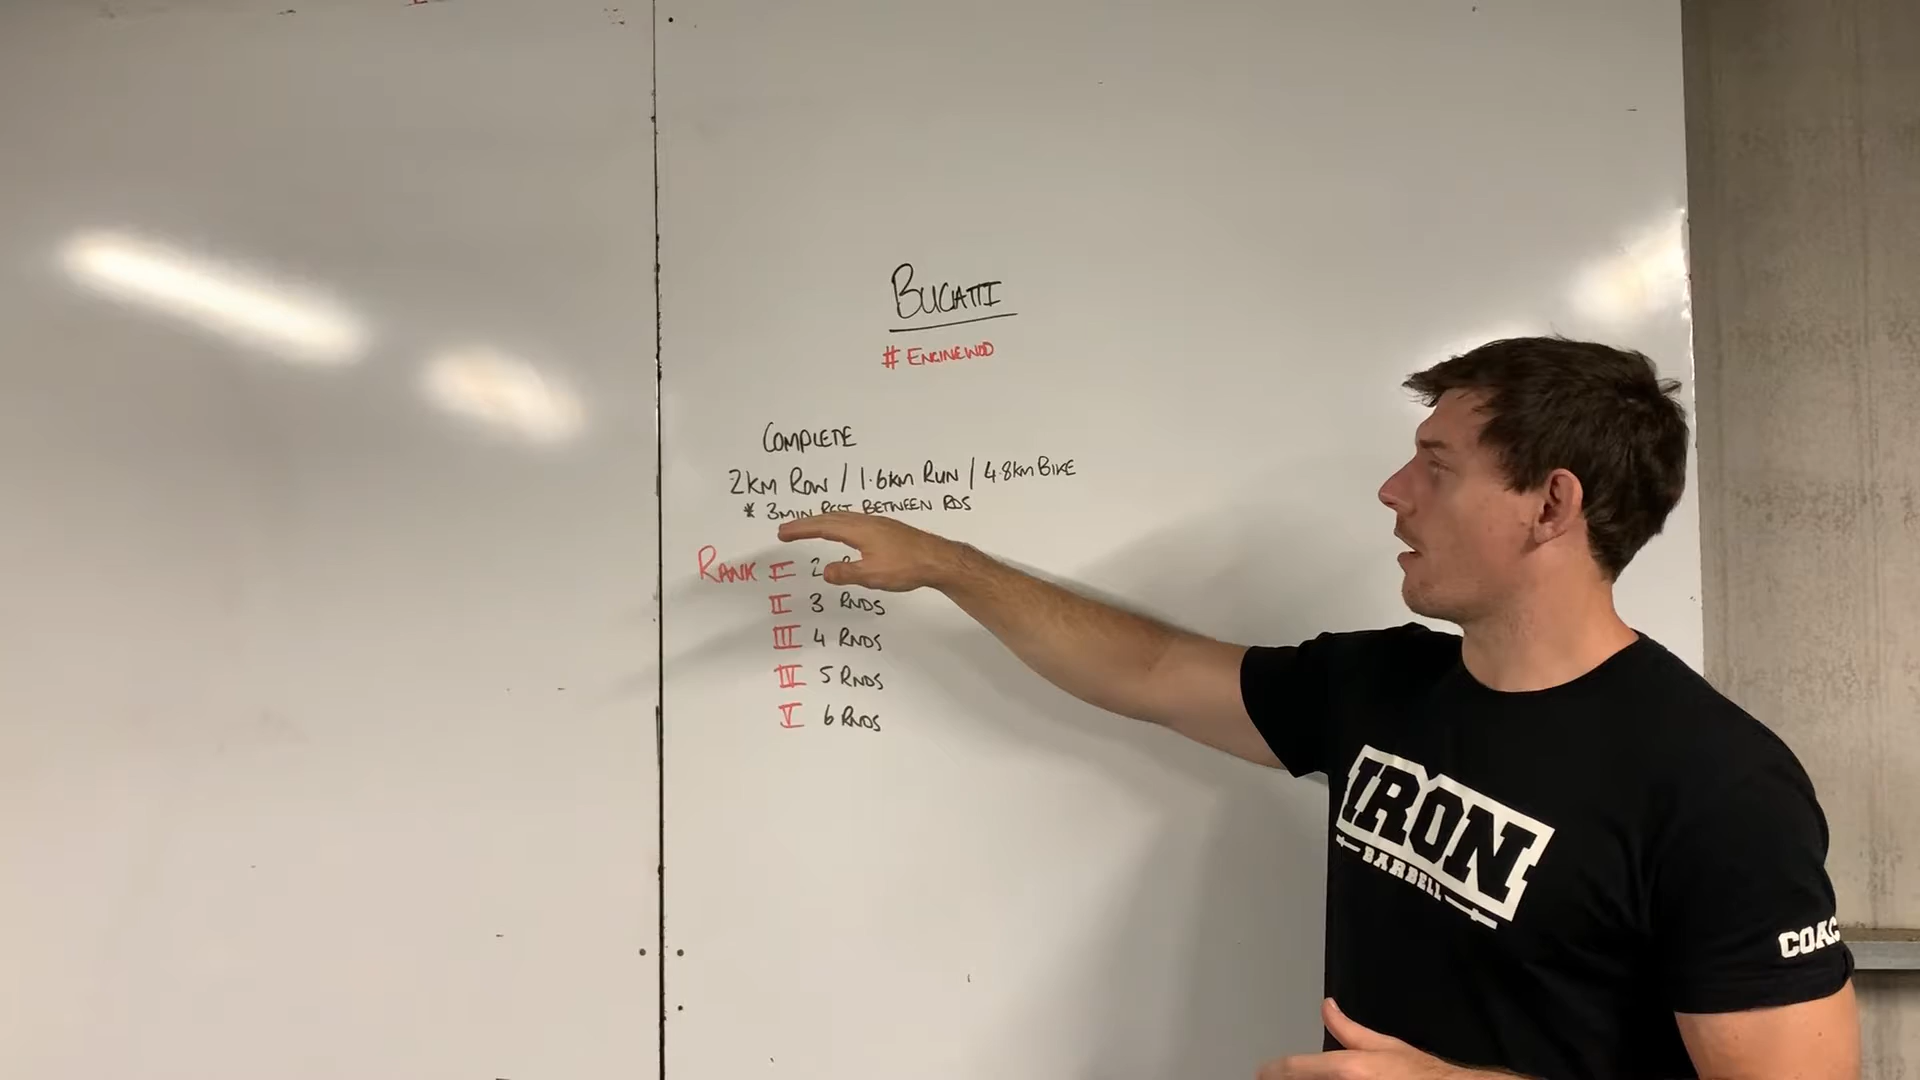 BUGATTI
# ENGINEWOD
COMPLETE
2KM ROW / 1.6KM RUN / 4.8KM BIKE
* 3MIN REST BETWEEN RDS
RANK I 2
II 3 RNDS
III 4 RNDS
IV 5 RNDS
V 6 RNDS
IRON
BARBELL
COAC